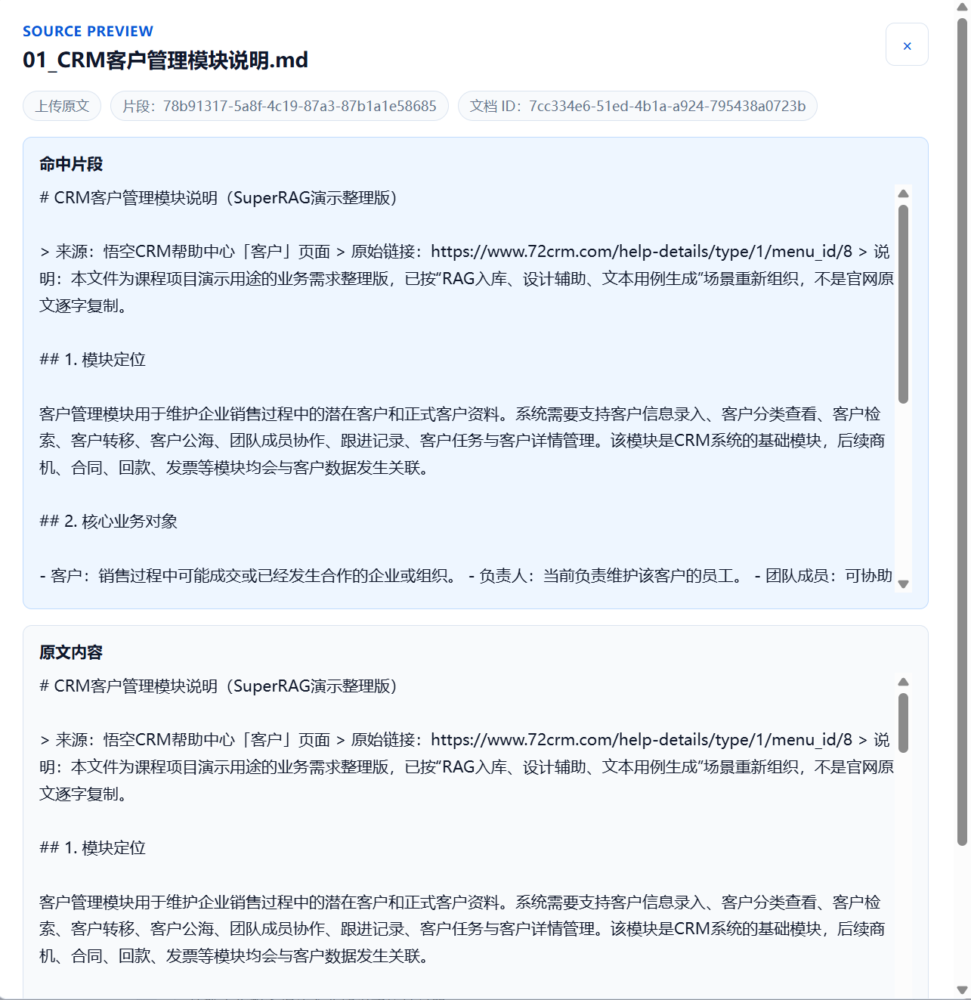 SOURCE PREVIEW
01_CRM客户管理模块说明.md
×
上传原文
片段：78b91317-5a8f-4c19-87a3-87b1a1e58685
文档 ID：7cc334e6-51ed-4b1a-a924-795438a0723b
命中片段
# CRM客户管理模块说明（SuperRAG演示整理版）
> 来源：悟空CRM帮助中心「客户」页面 > 原始链接：https://www.72crm.com/help-details/type/1/menu_id/8 > 说
明：本文件为课程项目演示用途的业务需求整理版，已按“RAG入库、设计辅助、文本用例生成”场景重新组织，不是官网原
文逐字复制。
## 1. 模块定位
客户管理模块用于维护企业销售过程中的潜在客户和正式客户资料。系统需要支持客户信息录入、客户分类查看、客户检
索、客户转移、客户公海、团队成员协作、跟进记录、客户任务与客户详情管理。该模块是CRM系统的基础模块，后续商
机、合同、回款、发票等模块均会与客户数据发生关联。
## 2. 核心业务对象
- 客户：销售过程中可能成交或已经发生合作的企业或组织。 - 负责人：当前负责维护该客户的员工。 - 团队成员：可协助
原文内容
# CRM客户管理模块说明（SuperRAG演示整理版）
> 来源：悟空CRM帮助中心「客户」页面 > 原始链接：https://www.72crm.com/help-details/type/1/menu_id/8 > 说
明：本文件为课程项目演示用途的业务需求整理版，已按“RAG入库、设计辅助、文本用例生成”场景重新组织，不是官网原
文逐字复制。
## 1. 模块定位
客户管理模块用于维护企业销售过程中的潜在客户和正式客户资料。系统需要支持客户信息录入、客户分类查看、客户检
索、客户转移、客户公海、团队成员协作、跟进记录、客户任务与客户详情管理。该模块是CRM系统的基础模块，后续商
机、合同、回款、发票等模块均会与客户数据发生关联。